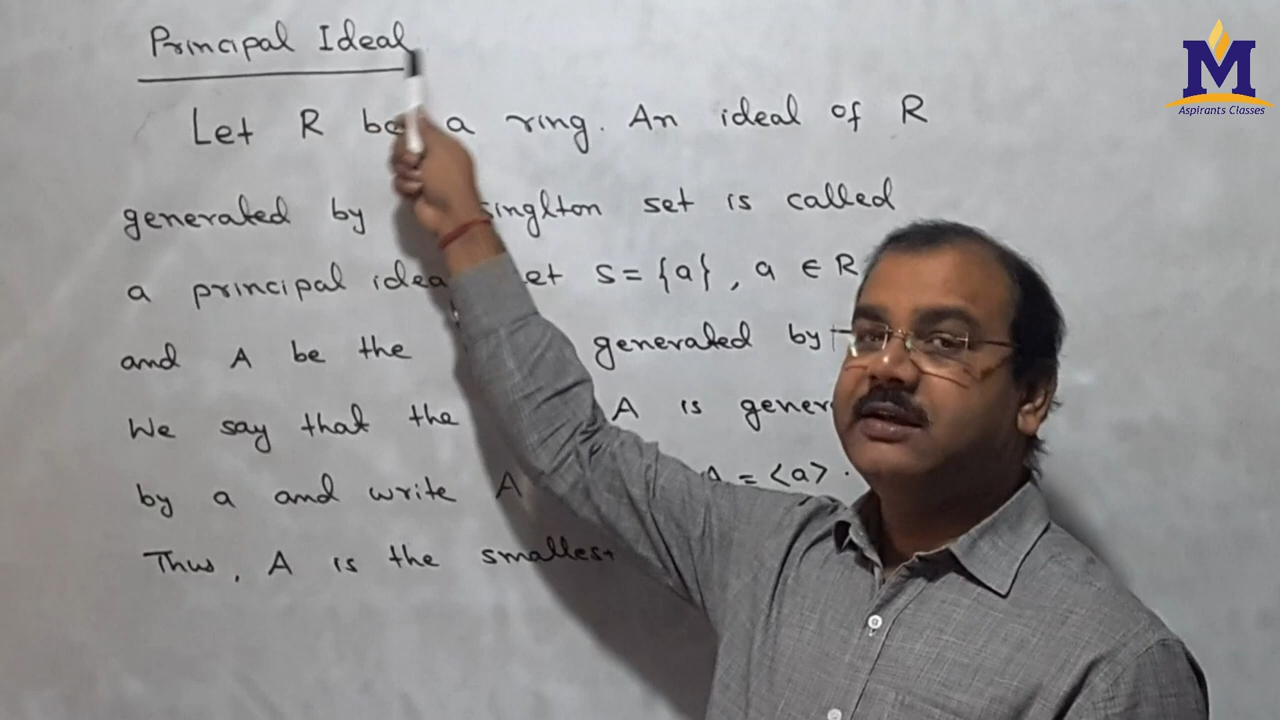 Principal Ideal
Let R be a ring. An ideal of R
generated by singlton set is called
a principal idea et S = {a}, a ∈ R
and A be the generated by
We say that the A is gener
by a and write A A = <a>.
Thus, A is the smallest
M
Aspirants Classes